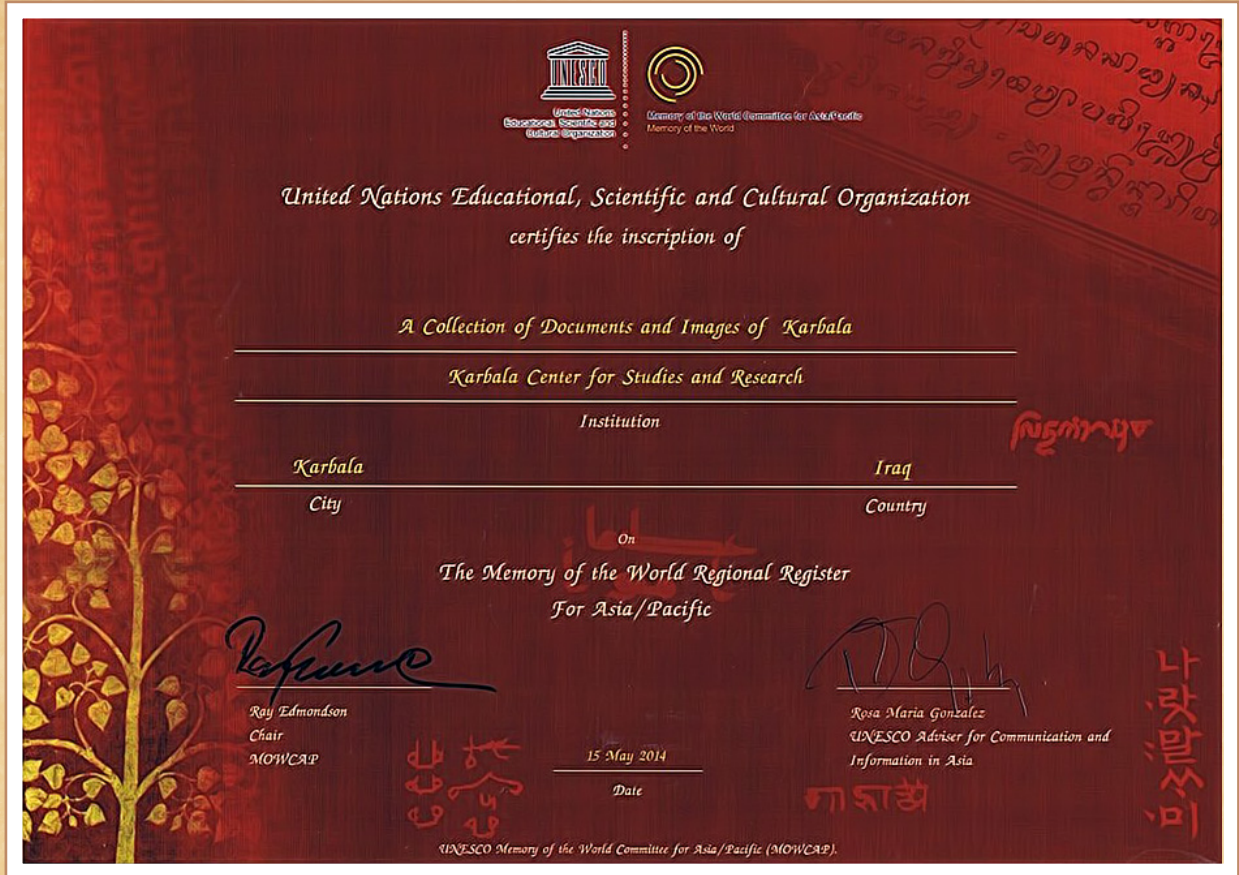 UNESCO
United Nations
Educational, Scientific and
Cultural Organization
Memory of the World Committee for Asia/Pacific
Memory of the World
United Nations Educational, Scientific and Cultural Organization
certifies the inscription of
A Collection of Documents and Images of Karbala
Karbala Center for Studies and Research
Institution
Karbala
Iraq
City
Country
On
The Memory of the World Regional Register
For Asia/Pacific
Ray Edmondson
Chair
MOWCAP
Rosa Maria Gonzalez
UNESCO Adviser for Communication and
Information in Asia
15 May 2014
Date
나랏말ᄊᆞ미
UNESCO Memory of the World Committee for Asia/Pacific (MOWCAP).